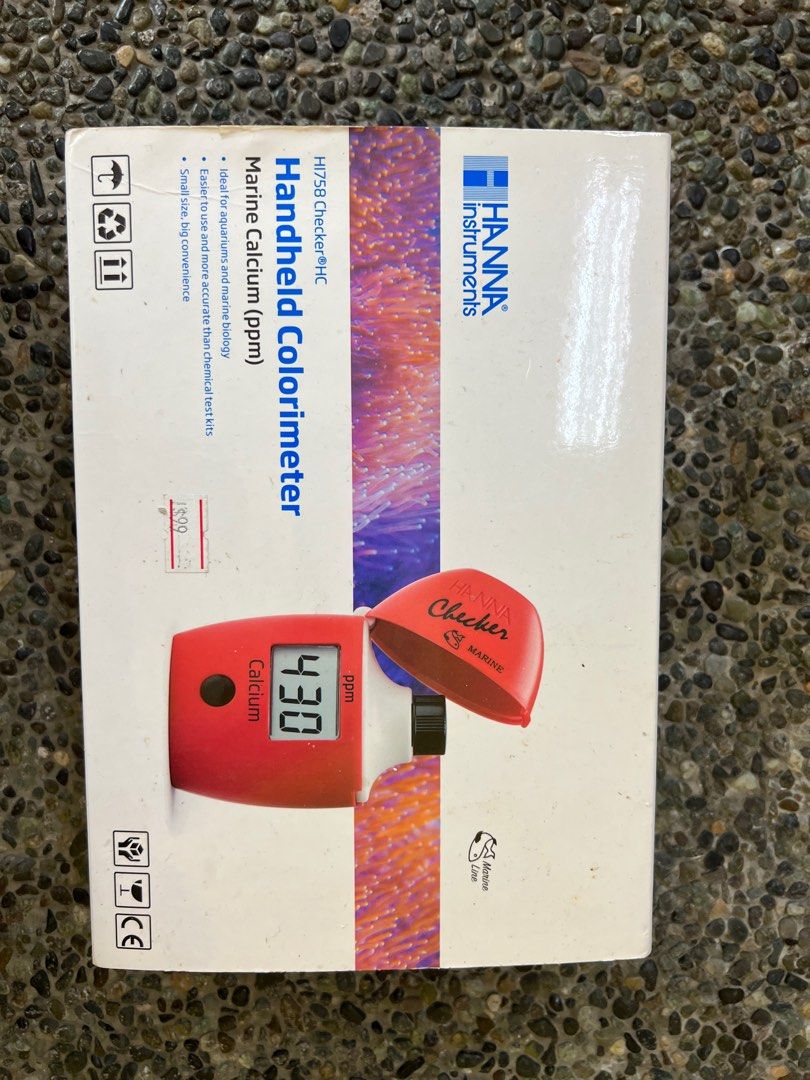 HANNA®
instruments
HI758 Checker®HC
Handheld Colorimeter
Marine Calcium (ppm)
• Ideal for aquariums and marine biology
• Easier to use and more accurate than chemical test kits
• Small size, big convenience
HANNA
Checker
MARINE
ppm
430
Calcium
Marine
Line
CE